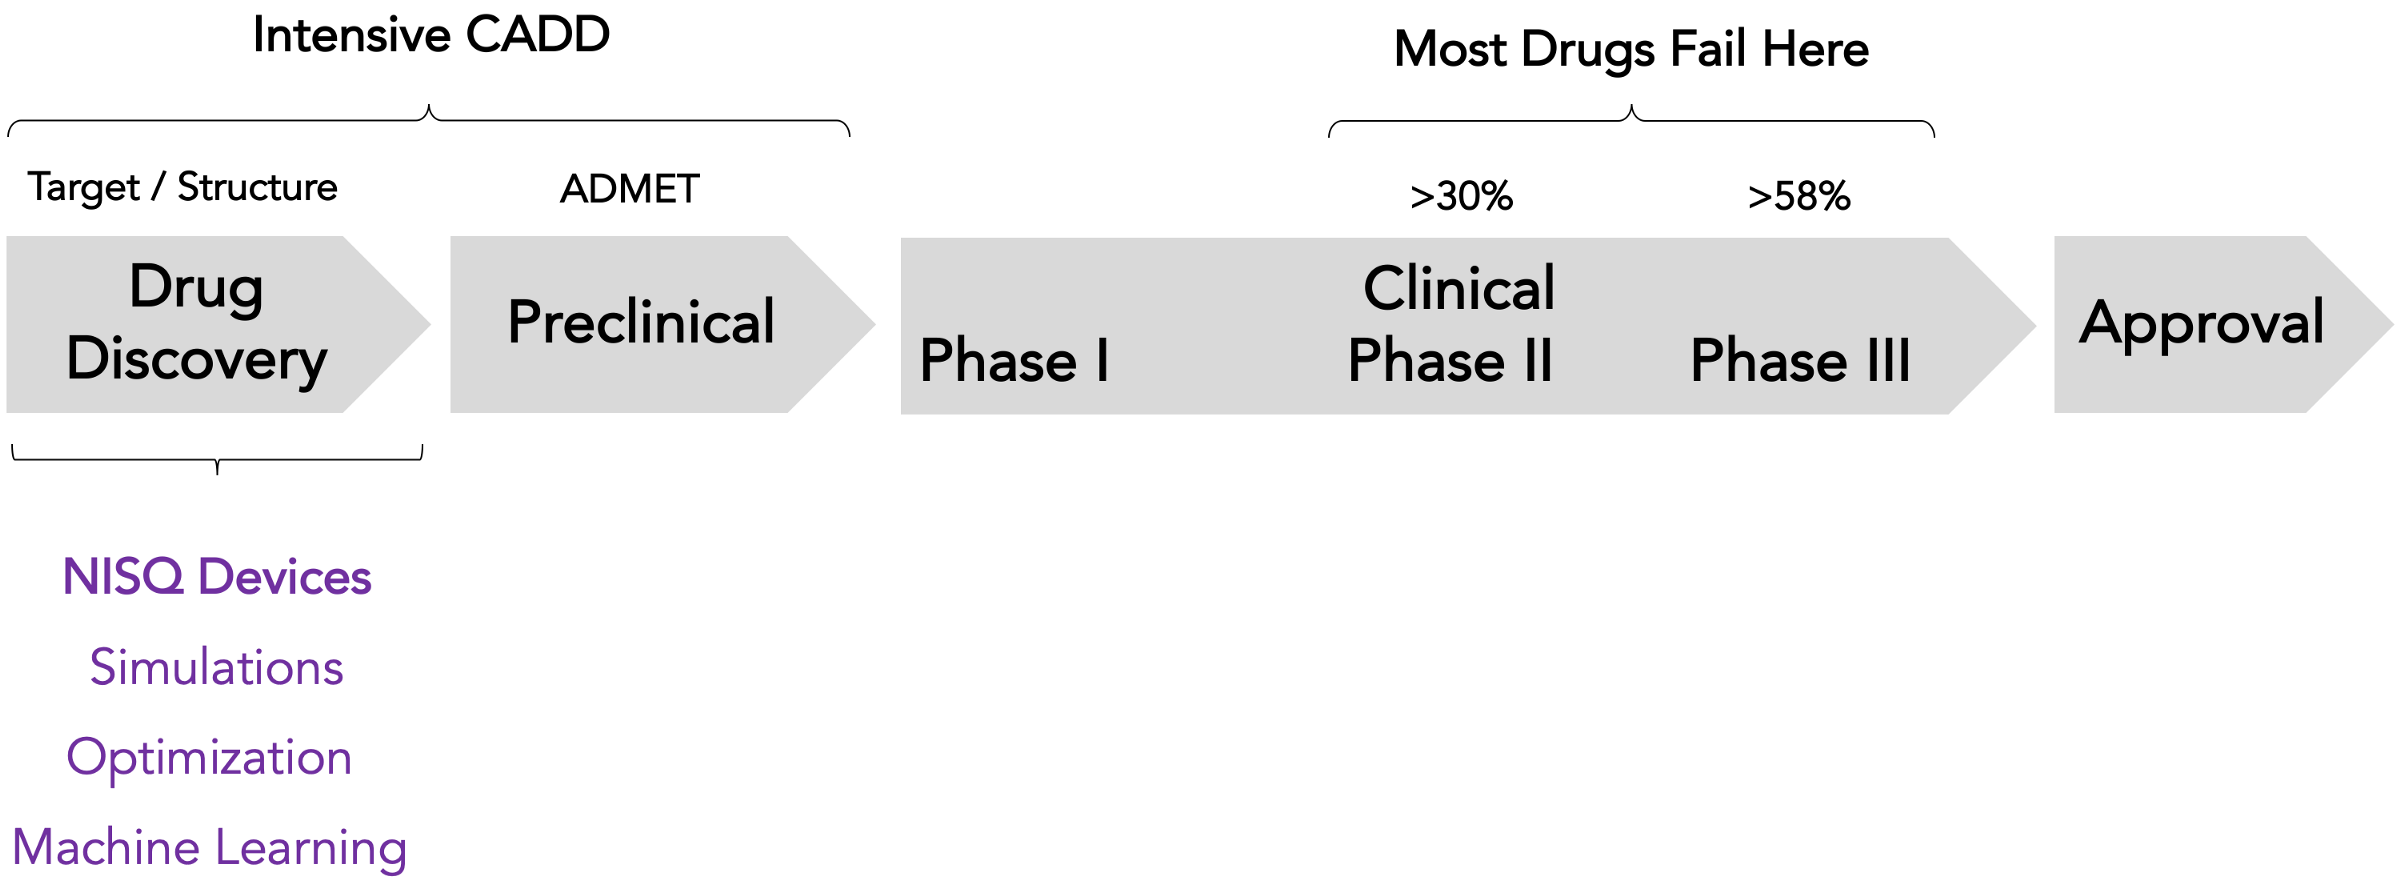 Intensive CADD
Most Drugs Fail Here
Target / Structure
ADMET
>30%
>58%
Drug
Discovery
Preclinical
Clinical
Phase I
Phase II
Phase III
Approval
NISQ Devices
Simulations
Optimization
Machine Learning